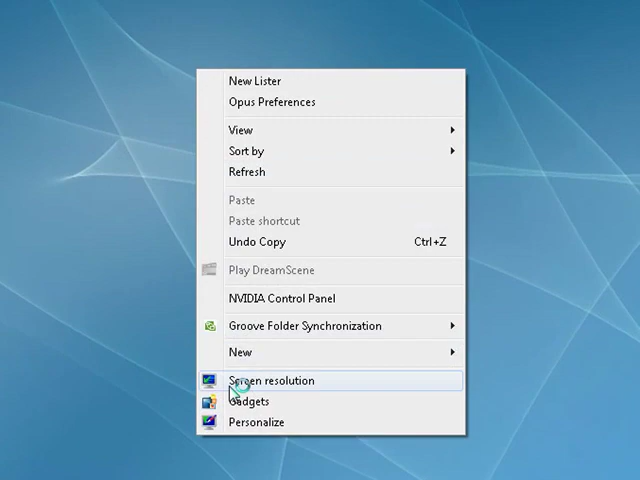 New Lister
Opus Preferences
View
Sort by
Refresh
Paste
Paste shortcut
Undo Copy Ctrl+Z
Play DreamScene
NVIDIA Control Panel
Groove Folder Synchronization
New
Screen resolution
Gadgets
Personalize